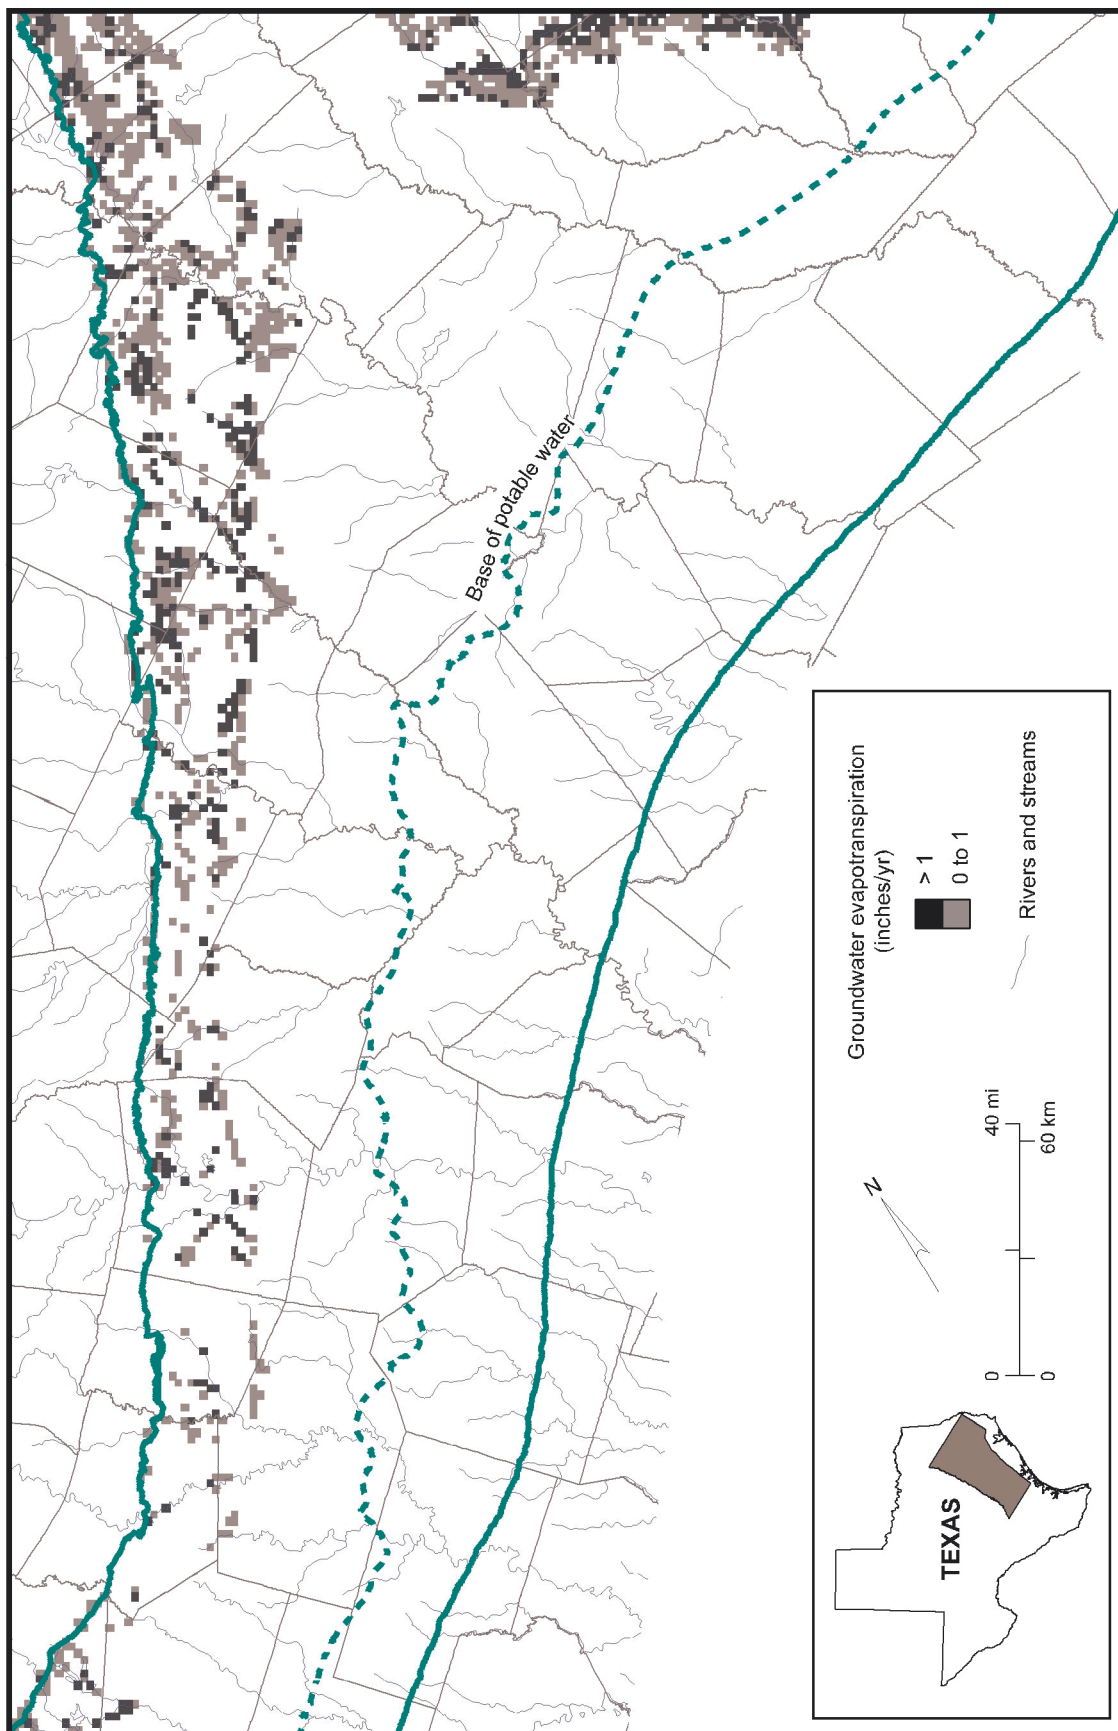 Base of potable water
TEXAS
0
40 mi
0
60 km
N
Groundwater evapotranspiration
(inches/yr)
> 1
0 to 1
Rivers and streams